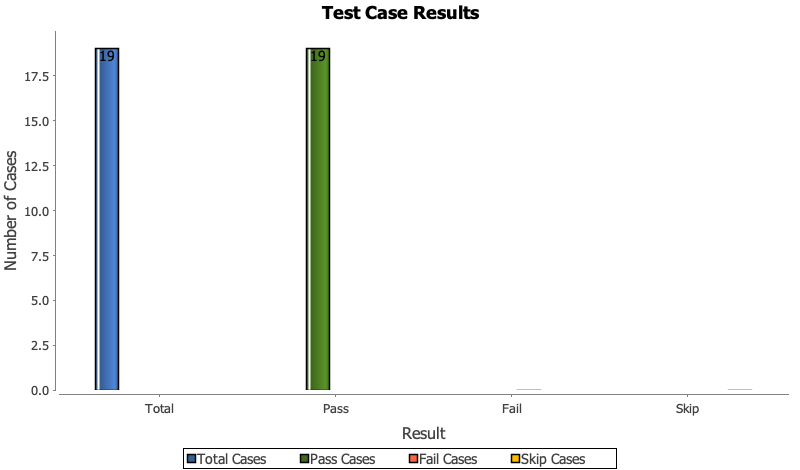 Test Case Results
Number of Cases
17.5
15.0
12.5
10.0
7.5
5.0
2.5
0.0
19
19
Total Pass Fail Skip
Result
Total Cases Pass Cases Fail Cases Skip Cases